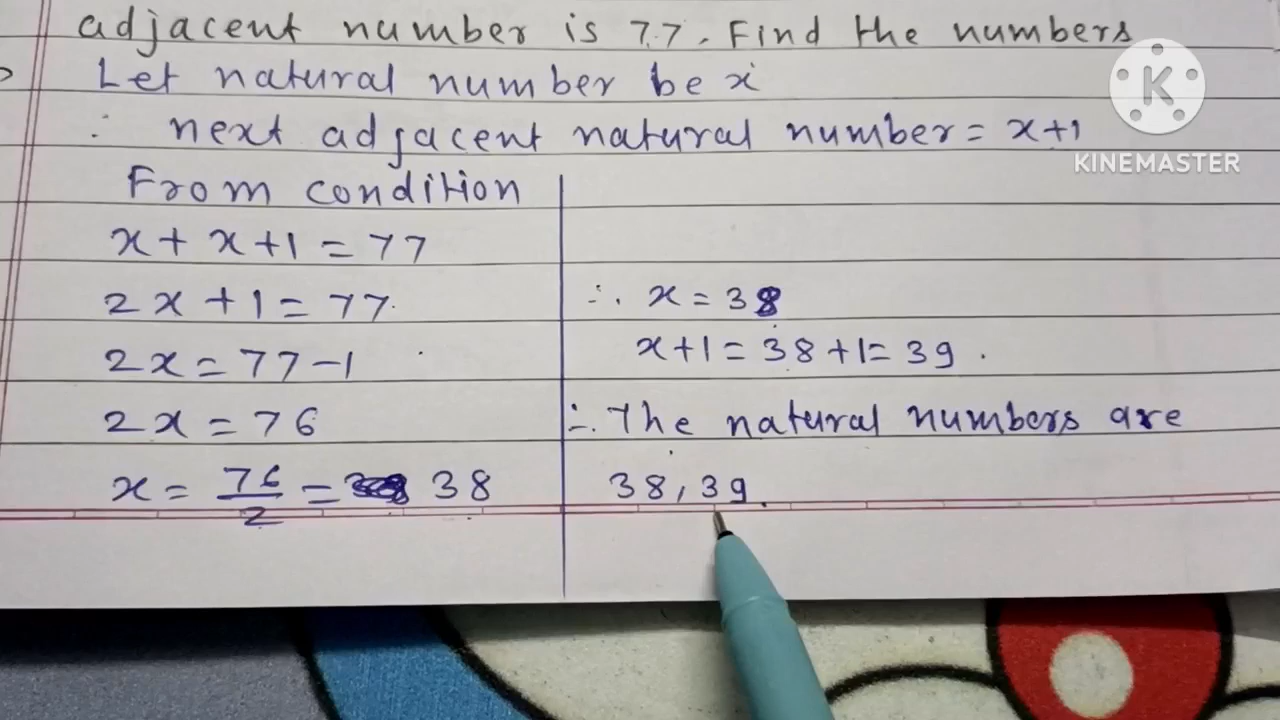 adjacent number is 77. Find the numbers
Let natural number be x
∴ next adjacent natural number = x+1
K
KINEMASTER
From condition
x + x+1 = 77
2x + 1 = 77
2x = 77-1
2x = 76
x = 76/2 = 38
∴ x = 38
x+1 = 38+1= 39.
∴ The natural numbers are
38, 39.